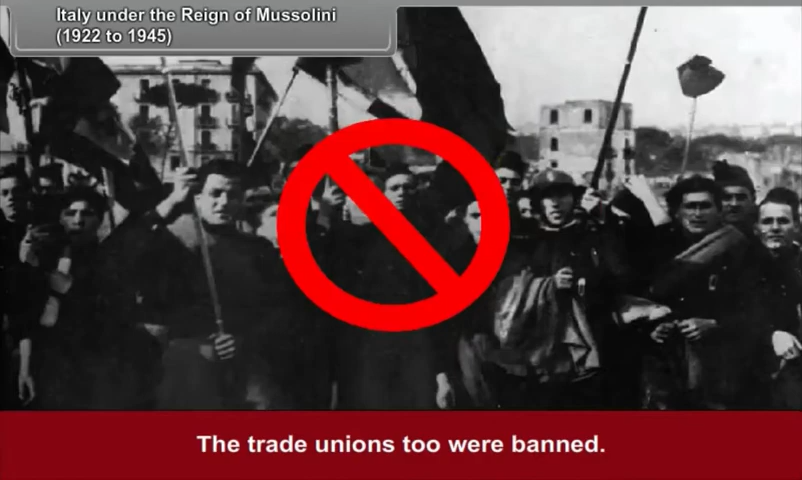 Italy under the Reign of Mussolini
(1922 to 1945)
The trade unions too were banned.